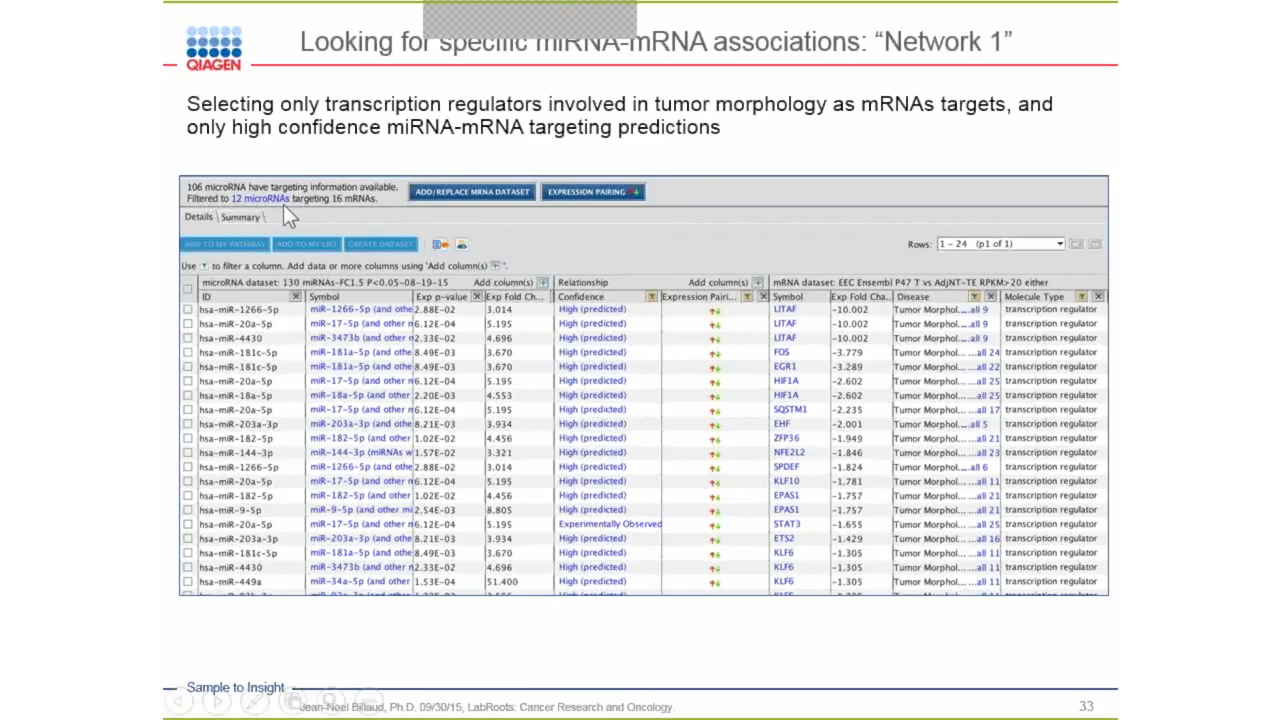 QIAGEN
Looking for specific miRNA-mRNA associations: “Network 1”
Selecting only transcription regulators involved in tumor morphology as mRNAs targets, and
only high confidence miRNA-mRNA targeting predictions
106 microRNA have targeting information available.
Filtered to 12 microRNAs targeting 16 mRNAs.
ADD/REPLACE MRNA DATASET EXPRESSION PAIRING
Details Summary
ADD TO MY PATHWAY ADD TO MY LIST CREATE DATASET
Rows: 1 - 24 (p1 of 1)
Use to filter a column. Add data or more columns using 'Add column(s) '.
microRNA dataset: 130 miRNAs-FC1.5 P<0.05-08-19-15 Add column(s) Relationship Add column(s) mRNA dataset: EEC Ensembl P47 T vs AdjNT-TE RPKM>20 either
ID Symbol Exp p-value Exp Fold Ch... Confidence Expression Pairi... Symbol Exp Fold Cha... Disease Molecule Type
hsa-miR-1266-5p miR-1266-5p (and othe 2.88E-02 3.014 High (predicted) LITAF -10.002 Tumor Morphol... ...all 9 transcription regulator
hsa-miR-20a-5p miR-17-5p (and other m 6.12E-04 5.195 High (predicted) LITAF -10.002 Tumor Morphol... ...all 9 transcription regulator
hsa-miR-4430 miR-3473b (and other n 2.33E-02 4.696 High (predicted) LITAF -10.002 Tumor Morphol... ...all 9 transcription regulator
hsa-miR-181c-5p miR-181a-5p (and othe 8.49E-03 3.670 High (predicted) FOS -3.779 Tumor Morphol... ...all 24 transcription regulator
hsa-miR-181c-5p miR-181a-5p (and othe 8.49E-03 3.670 High (predicted) EGR1 -3.289 Tumor Morphol... ...all 22 transcription regulator
hsa-miR-20a-5p miR-17-5p (and other m 6.12E-04 5.195 High (predicted) HIF1A -2.602 Tumor Morphol... ...all 25 transcription regulator
hsa-miR-18a-5p miR-18a-5p (and other 2.20E-03 4.553 High (predicted) HIF1A -2.602 Tumor Morphol... ...all 25 transcription regulator
hsa-miR-20a-5p miR-17-5p (and other m 6.12E-04 5.195 High (predicted) SQSTM1 -2.235 Tumor Morphol... ...all 17 transcription regulator
hsa-miR-203a-3p miR-203a-3p (and othe 8.21E-03 3.934 High (predicted) EHF -2.001 Tumor Morphol... ...all 5 transcription regulator
hsa-miR-182-5p miR-182-5p (and other 1.02E-02 4.456 High (predicted) ZFP36 -1.949 Tumor Morphol... ...all 21 transcription regulator
hsa-miR-144-3p miR-144-3p (miRNAs w 1.57E-02 3.321 High (predicted) NFE2L2 -1.846 Tumor Morphol... ...all 23 transcription regulator
hsa-miR-1266-5p miR-1266-5p (and othe 2.88E-02 3.014 High (predicted) SPDEF -1.824 Tumor Morphol... ...all 6 transcription regulator
hsa-miR-20a-5p miR-17-5p (and other m 6.12E-04 5.195 High (predicted) KLF10 -1.781 Tumor Morphol... ...all 11 transcription regulator
hsa-miR-182-5p miR-182-5p (and other 1.02E-02 4.456 High (predicted) EPAS1 -1.757 Tumor Morphol... ...all 21 transcription regulator
hsa-miR-9-5p miR-9-5p (and other mi 2.54E-03 8.805 High (predicted) EPAS1 -1.757 Tumor Morphol... ...all 21 transcription regulator
hsa-miR-20a-5p miR-17-5p (and other m 6.12E-04 5.195 Experimentally Observed STAT3 -1.655 Tumor Morphol... ...all 25 transcription regulator
hsa-miR-203a-3p miR-203a-3p (and othe 8.21E-03 3.934 High (predicted) ETS2 -1.429 Tumor Morphol... ...all 16 transcription regulator
hsa-miR-181c-5p miR-181a-5p (and othe 8.49E-03 3.670 High (predicted) KLF6 -1.305 Tumor Morphol... ...all 11 transcription regulator
hsa-miR-4430 miR-3473b (and other n 2.33E-02 4.696 High (predicted) KLF6 -1.305 Tumor Morphol... ...all 11 transcription regulator
hsa-miR-449a miR-34a-5p (and other 1.53E-04 51.400 High (predicted) KLF6 -1.305 Tumor Morphol... ...all 11 transcription regulator
Sample to Insight
Jean-Noel Billaud, Ph.D. 09/30/15, LabRoots: Cancer Research and Oncology.
33